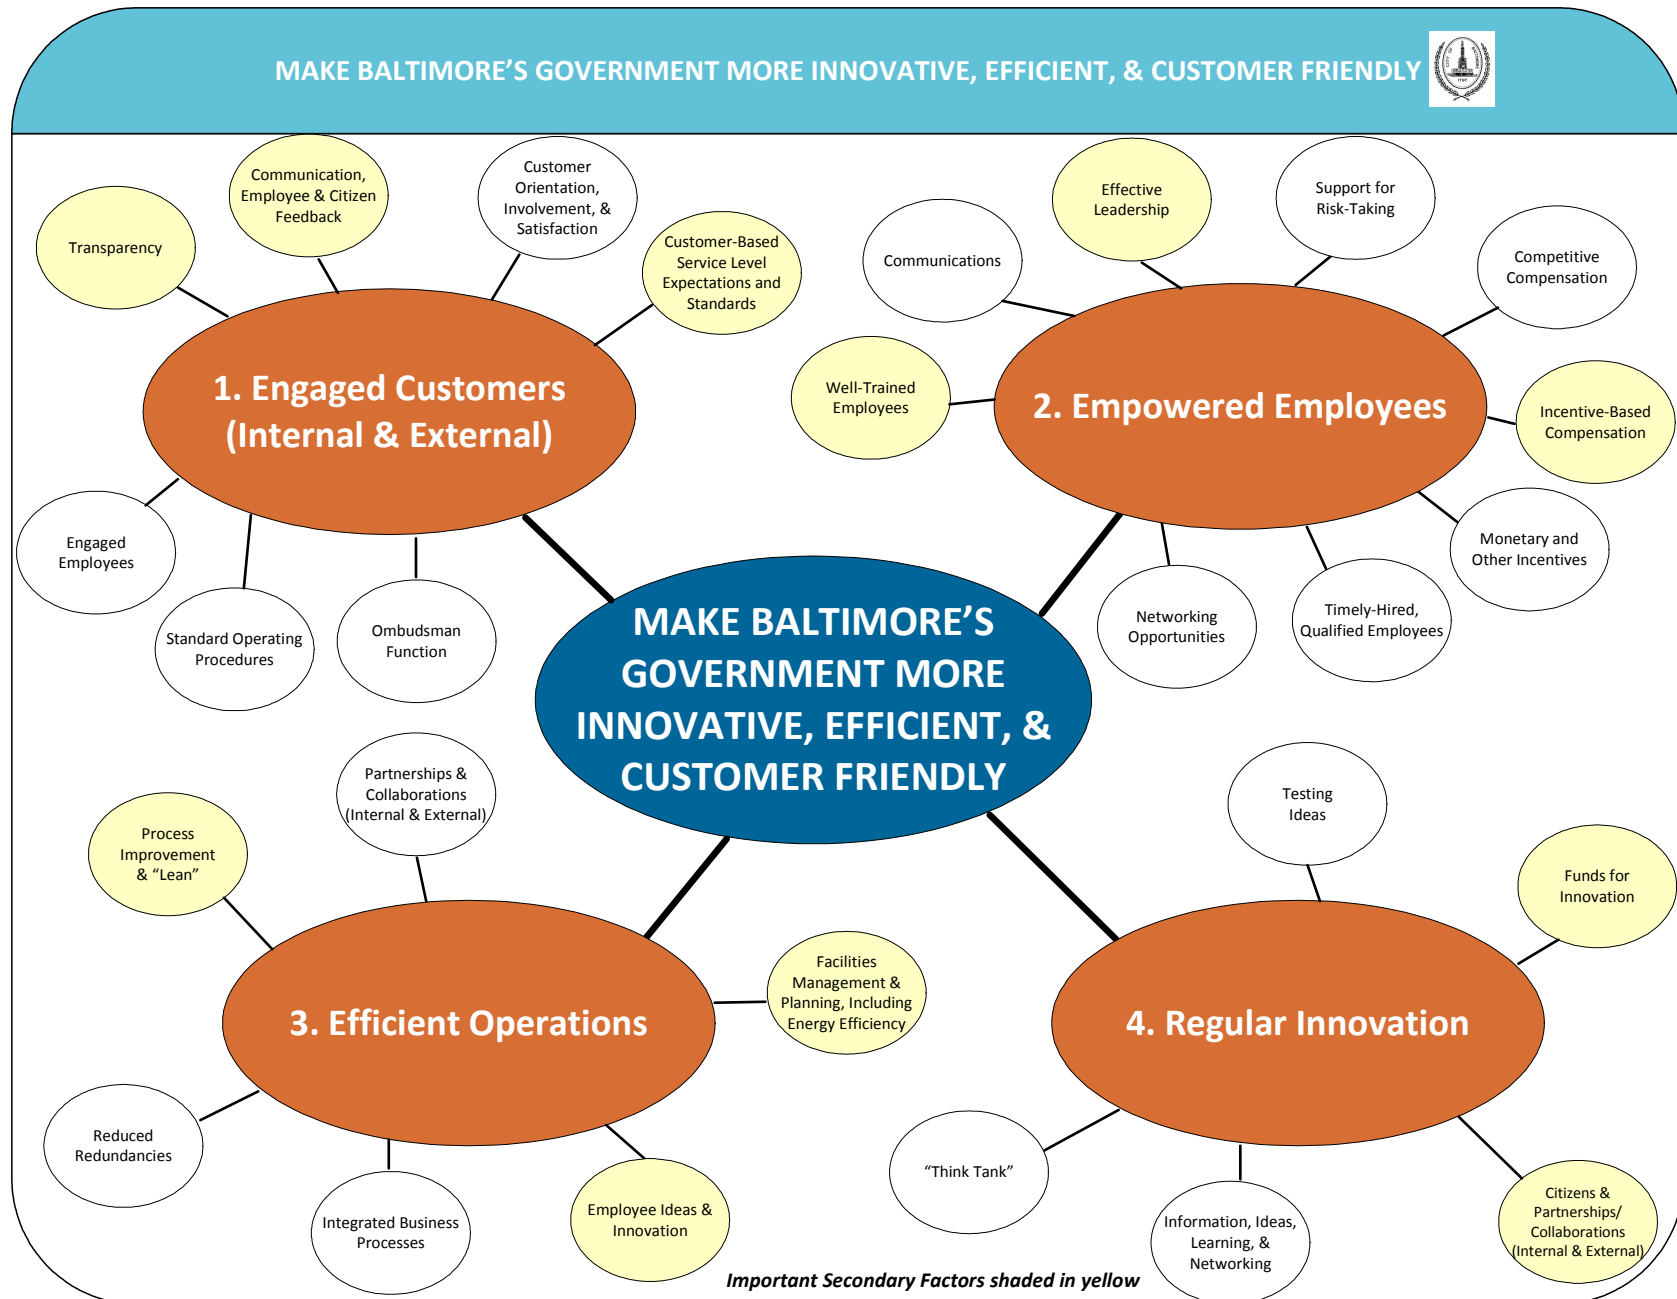 MAKE BALTIMORE’S GOVERNMENT MORE INNOVATIVE, EFFICIENT, & CUSTOMER FRIENDLY
Transparency
Communication,
Employee & Citizen
Feedback
Customer
Orientation,
Involvement, &
Satisfaction
Customer-Based
Service Level
Expectations and
Standards
1. Engaged Customers
(Internal & External)
Engaged
Employees
Standard Operating
Procedures
Ombudsman
Function
Communications
Effective
Leadership
Support for
Risk-Taking
Competitive
Compensation
Well-Trained
Employees
2. Empowered Employees
Incentive-Based
Compensation
Monetary and
Other Incentives
Timely-Hired,
Qualified Employees
Networking
Opportunities
MAKE BALTIMORE’S
GOVERNMENT MORE
INNOVATIVE, EFFICIENT, &
CUSTOMER FRIENDLY
Partnerships &
Collaborations
(Internal & External)
Process
Improvement
& “Lean”
Facilities
Management &
Planning, Including
Energy Efficiency
3. Efficient Operations
Reduced
Redundancies
Integrated Business
Processes
Employee Ideas &
Innovation
Testing
Ideas
Funds for
Innovation
4. Regular Innovation
“Think Tank”
Information, Ideas,
Learning, &
Networking
Citizens &
Partnerships/
Collaborations
(Internal & External)
Important Secondary Factors shaded in yellow